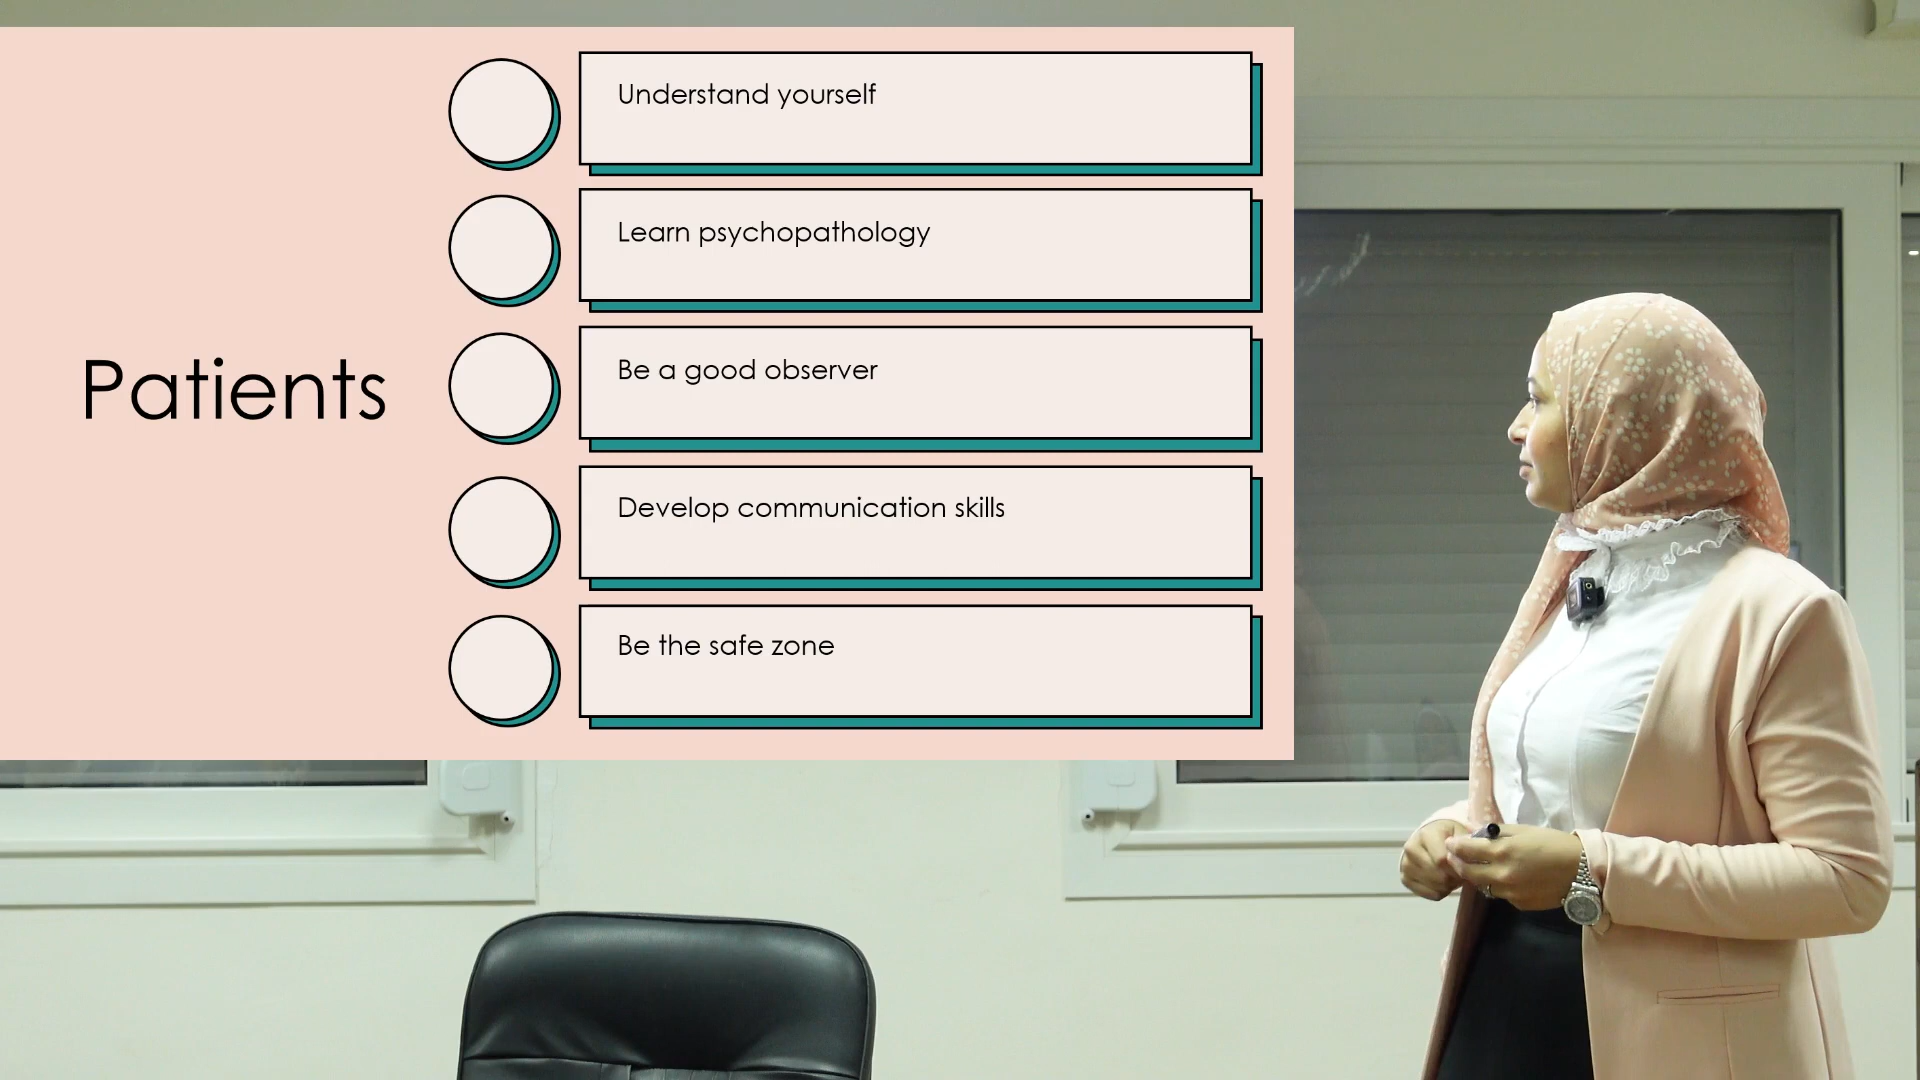 Patients
Understand yourself
Learn psychopathology
Be a good observer
Develop communication skills
Be the safe zone